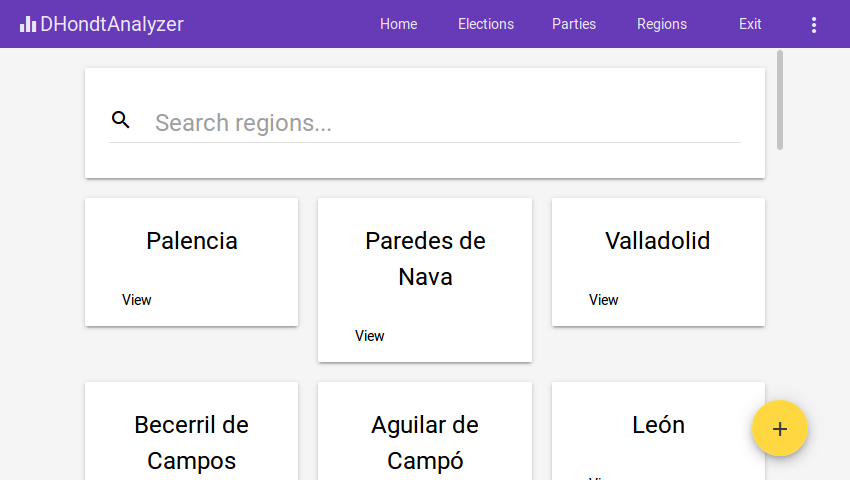 DHondtAnalyzer Home Elections Parties Regions Exit
Search regions...
Palencia
View
Paredes de
Nava
View
Valladolid
View
Becerril de
Campos
Aguilar de
Campó
León